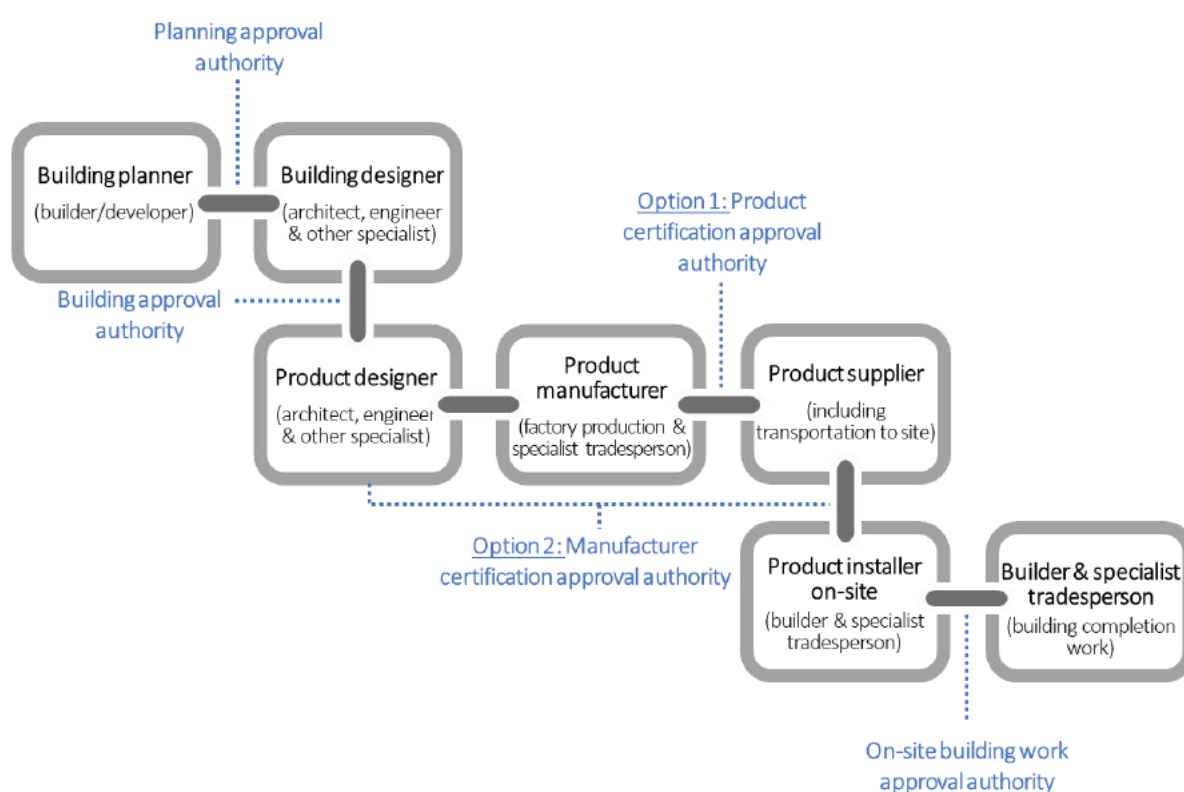 Planning approval
authority
Building planner
(builder/developer)
Building designer
(architect, engineer
& other specialist)
Option 1: Product
certification approval
authority
Building approval
authority
Product designer
(architect, engineer
& other specialist)
Product
manufacturer
(factory production &
specialist tradesperson)
Product supplier
(including
transportation to site)
Option 2: Manufacturer
certification approval authority
Product installer
on-site
(builder & specialist
tradesperson)
Builder & specialist
tradesperson
(building completion
work)
On-site building work
approval authority